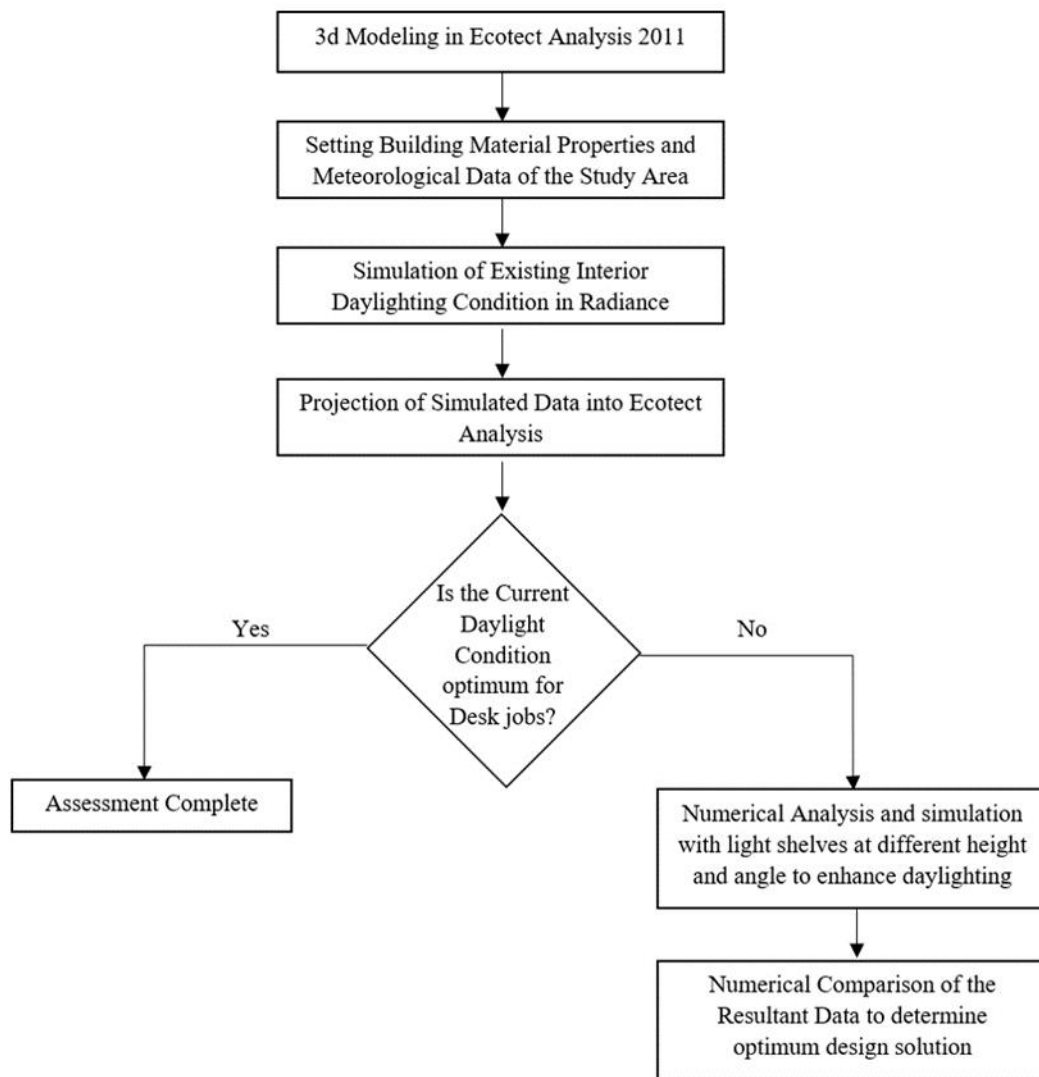 3d Modeling in Ecotect Analysis 2011
Setting Building Material Properties and
Meteorological Data of the Study Area
Simulation of Existing Interior
Daylighting Condition in Radiance
Projection of Simulated Data into Ecotect
Analysis
Is the Current
Daylight
Condition
optimum for
Desk jobs?
Yes
No
Assessment Complete
Numerical Analysis and simulation
with light shelves at different height
and angle to enhance daylighting
Numerical Comparison of the
Resultant Data to determine
optimum design solution